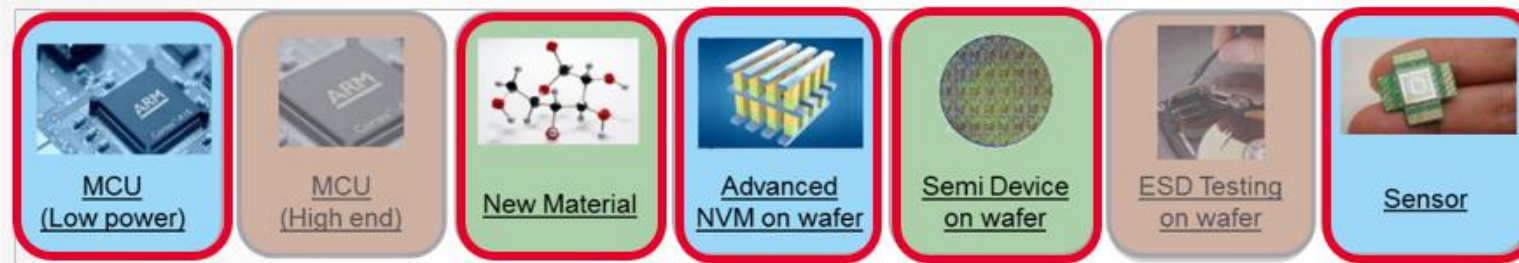 ARM
MCU
(Low power)
ARM
MCU
(High end)
New Material
Advanced
NVM on wafer
Semi Device
on wafer
ESD Testing
on wafer
Sensor